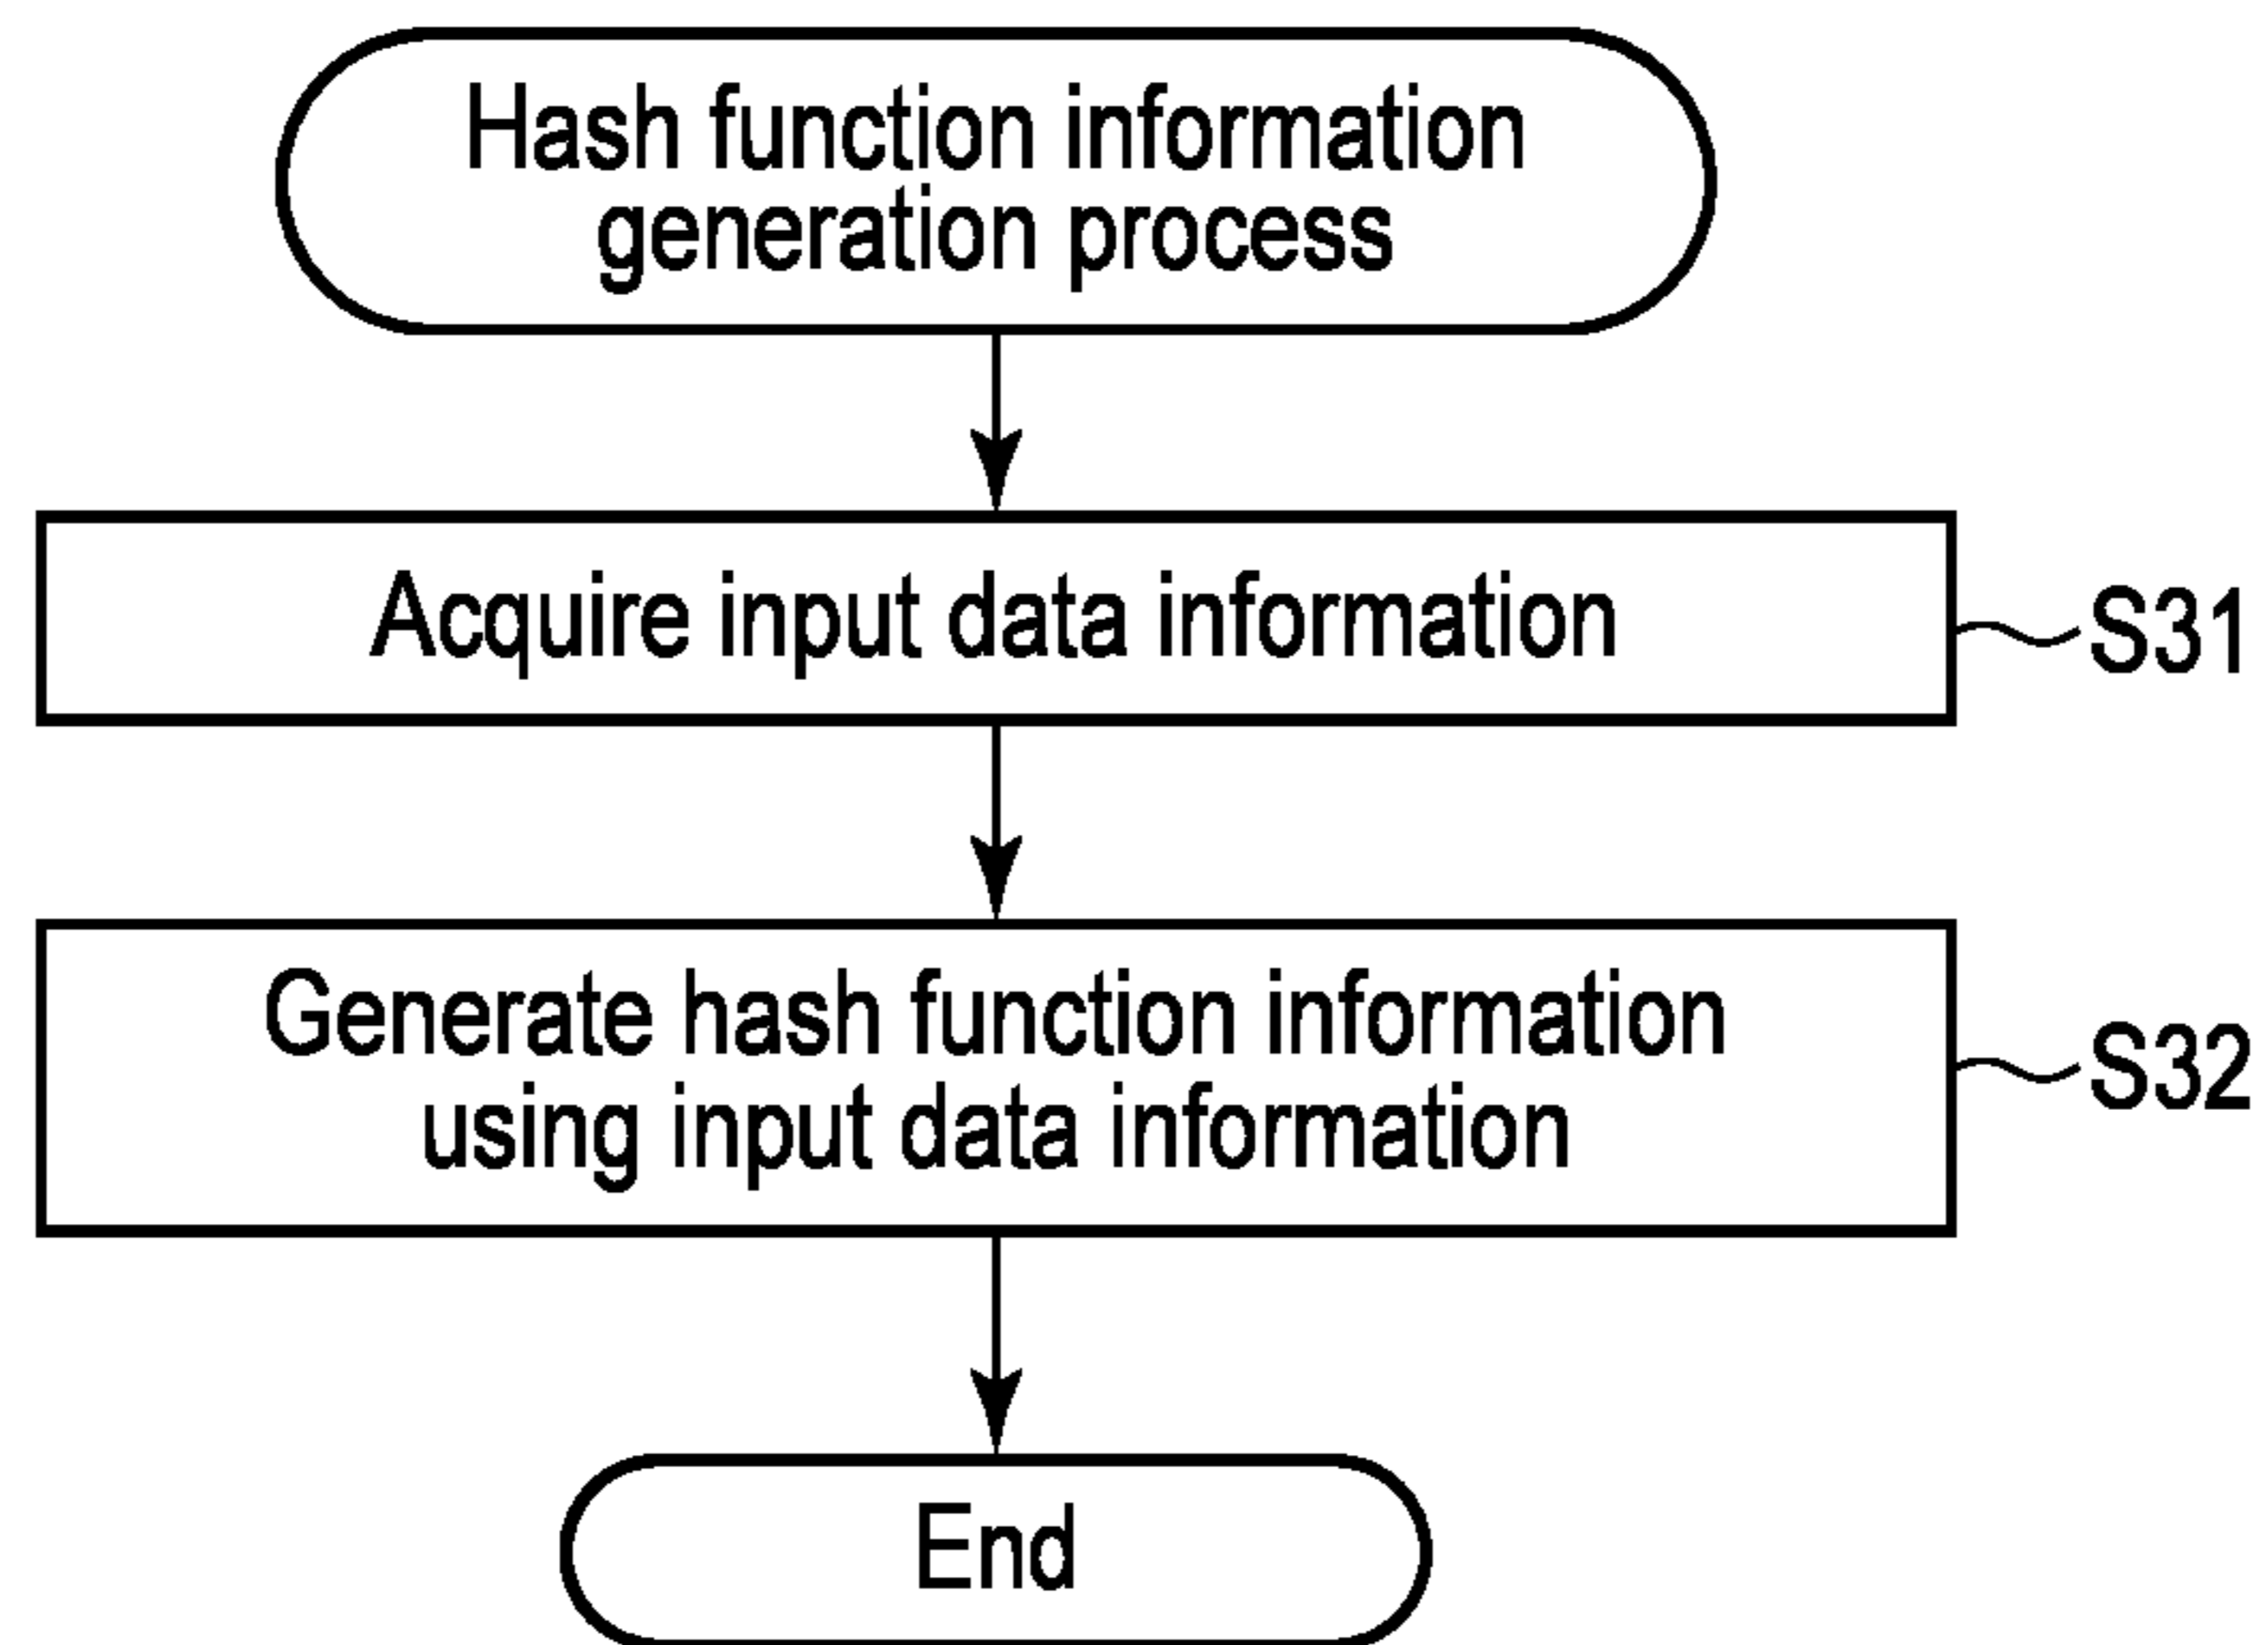 Hash function information
generation process
Acquire input data information
S31
Generate hash function information
using input data information
S32
End